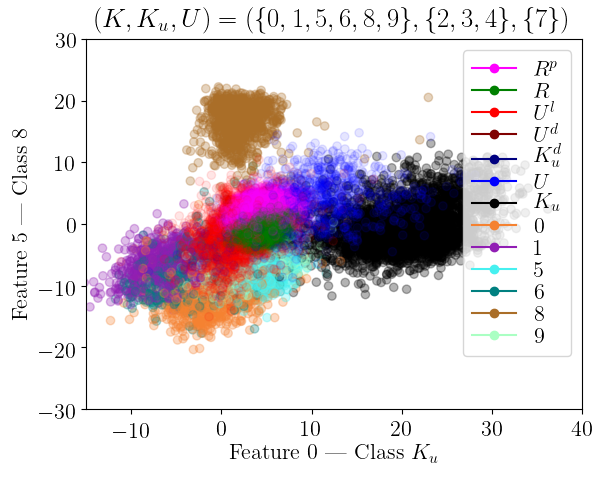 (K, K_u, U) = ({0, 1, 5, 6, 8, 9}, {2, 3, 4}, {7})
30
20
10
0
−10
−20
−30
Feature 5 — Class 8
R^p
R
U^l
U^d
K_u^d
U
K_u
0
1
5
6
8
9
−10
0
10
20
30
40
Feature 0 — Class K_u